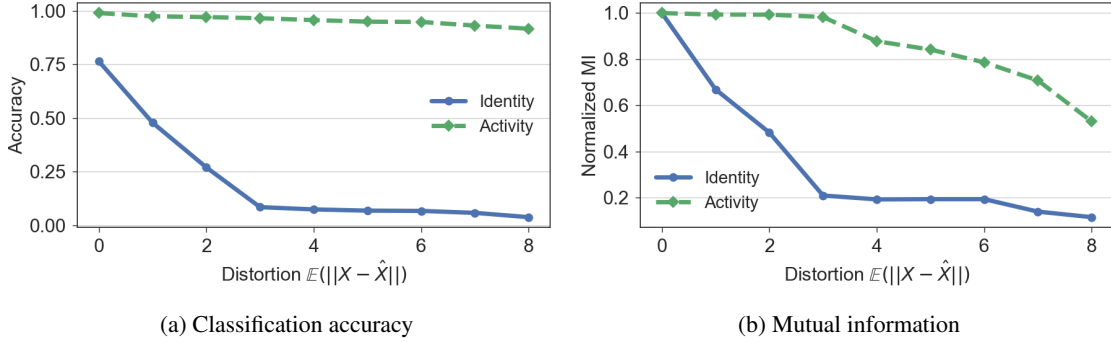 1.00
0.75
0.50
0.25
0.00
Accuracy
Identity
Activity
0 2 4 6 8
Distortion 𝔼(||X − X̂||)
(a) Classification accuracy
1.0
0.8
0.6
0.4
0.2
Normalized MI
Identity
Activity
0 2 4 6 8
Distortion 𝔼(||X − X̂||)
(b) Mutual information